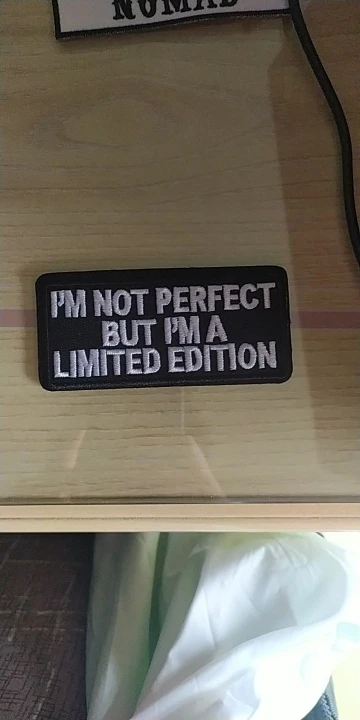 NOMAD
I'M NOT PERFECT
BUT I'M A
LIMITED EDITION